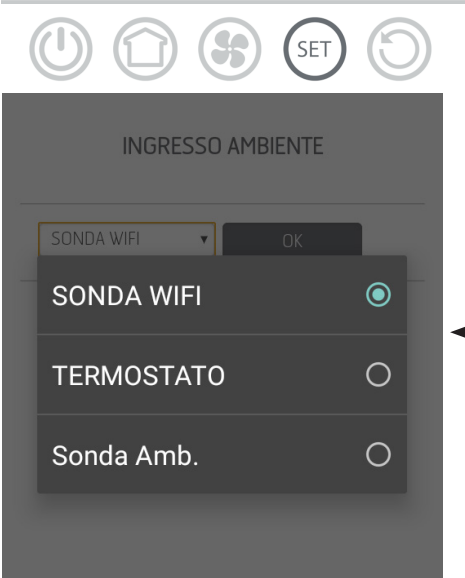 SET
INGRESSO AMBIENTE
SONDA WIFI
OK
SONDA WIFI
TERMOSTATO
Sonda Amb.